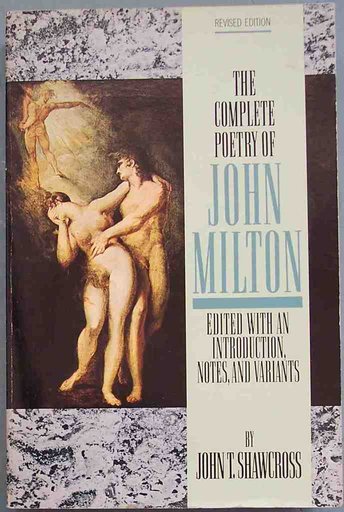 REVISED EDITION
THE
COMPLETE
POETRY OF
JOHN
MILTON
EDITED WITH AN
INTRODUCTION,
NOTES, AND VARIANTS
BY
JOHN T. SHAWCROSS